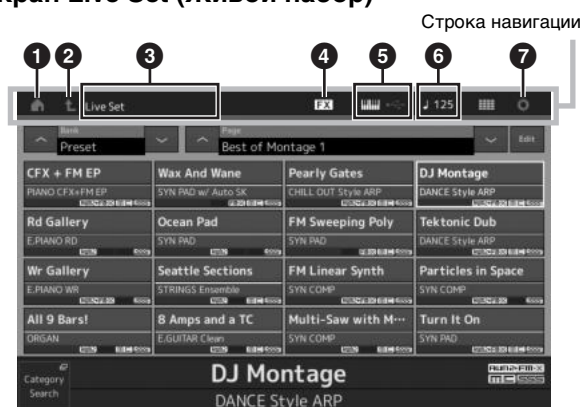 кран Live Set (Живой набор)
Строка навигации
1 2 3 4 5 6 7
Live Set FX 125
Bank Page
Preset Best of Montage 1 Edit
CFX + FM EP Wax And Wane Pearly Gates DJ Montage
PIANO CFX+FM EP SYN PAD w/ Auto SK CHILL OUT Style ARP DANCE Style ARP
Rd Gallery Ocean Pad FM Sweeping Poly Tektonic Dub
E.PIANO RD SYN PAD SYN PAD DANCE Style ARP
Wr Gallery Seattle Sections FM Linear Synth Particles in Space
E.PIANO WR STRINGS Ensemble SYN COMP SYN COMP
All 9 Bars! 8 Amps and a TC Multi-Saw with M··· Turn It On
ORGAN E.GUITAR Clean SYN COMP SYN PAD
Category Search
DJ Montage
DANCE Style ARP
AWM2 FM-X
MC SSS